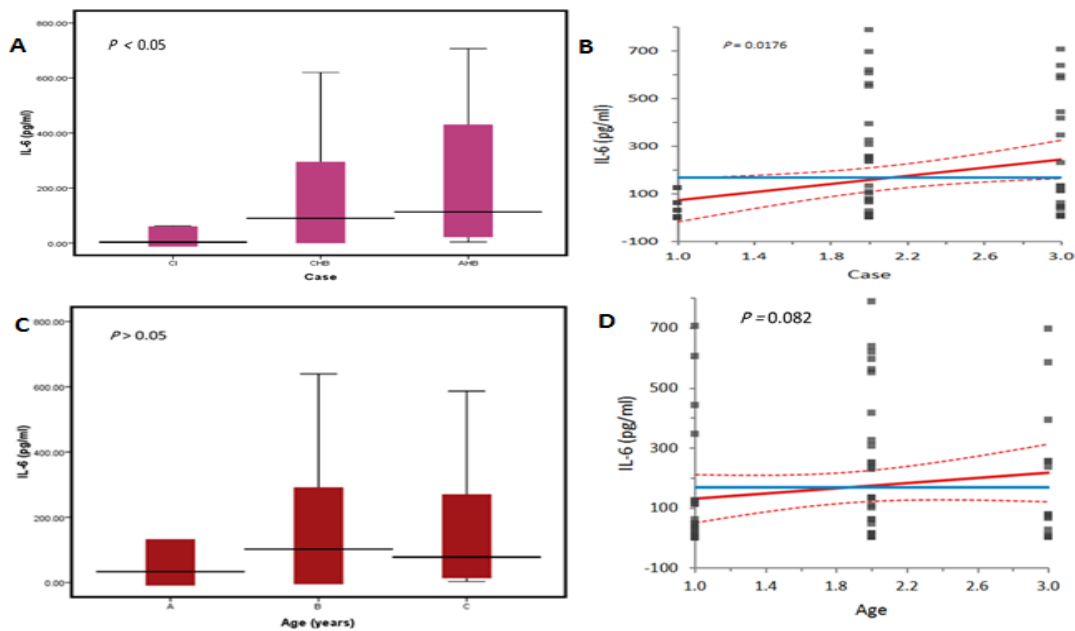 A
P < 0.05
IL-6 (pg/ml)
800.00
600.00
400.00
200.00
0.00
CI
CHB
AHB
Case
B
P = 0.0176
IL-6 (pg/ml)
700
500
300
100
-100
1.0
1.4
1.8
2.2
2.6
3.0
Case
C
P > 0.05
IL-6 (pg/ml)
800.00
600.00
400.00
200.00
0.00
A
B
C
Age (years)
D
P = 0.082
IL-6 (pg/ml)
700
500
300
100
-100
1.0
1.4
1.8
2.2
2.6
3.0
Age